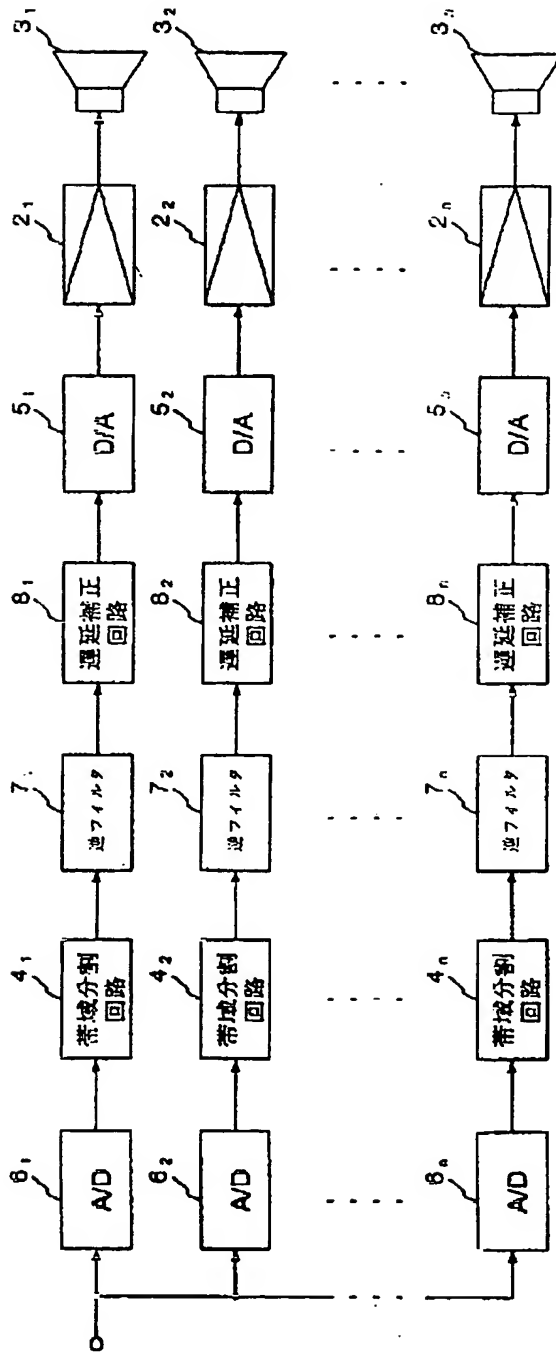 6₁
A/D
4₁
帯域分割
回路
7₁
逆フィルタ
8₁
遅延補正
回路
5₁
D/A
2₁
3₁
6₂
A/D
4₂
帯域分割
回路
7₂
逆フィルタ
8₂
遅延補正
回路
5₂
D/A
2₂
3₂
6ₙ
A/D
4ₙ
帯域分割
回路
7ₙ
逆フィルタ
8ₙ
遅延補正
回路
5ₙ
D/A
2ₙ
3ₙ